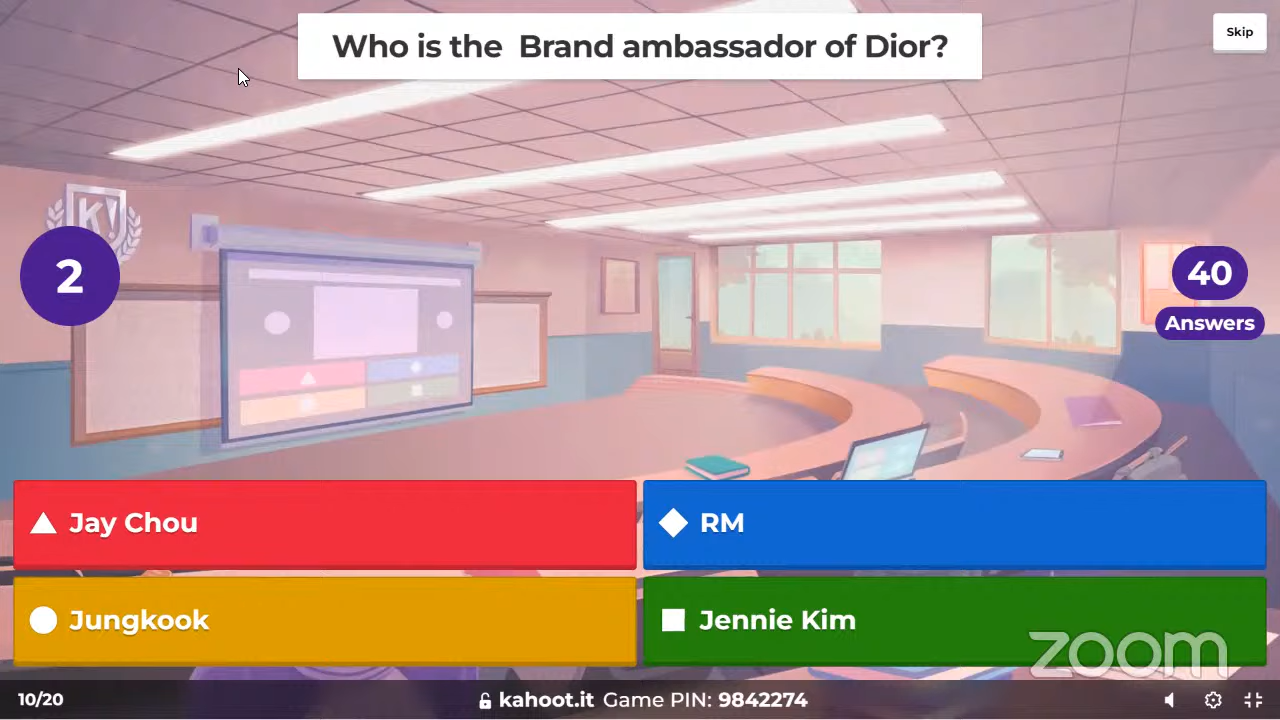 Who is the  Brand ambassador of Dior?
Skip
K!
2
40
Answers
Jay Chou
RM
Jungkook
Jennie Kim
zoom
10/20
kahoot.it Game PIN: 9842274